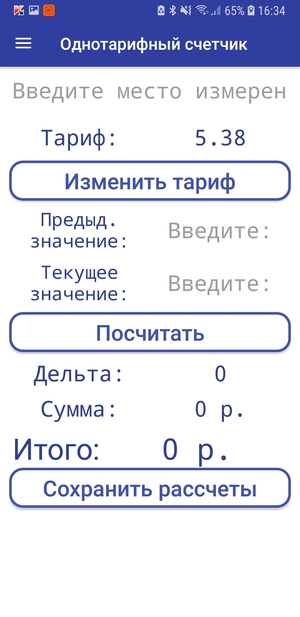 65% 16:34
Однотарифный счетчик
Введите место измерен
Тариф: 5.38
Изменить тариф
Предыд. значение: Введите:
Текущее значение: Введите:
Посчитать
Дельта: 0
Сумма: 0 р.
Итого: 0 р.
Сохранить рассчеты